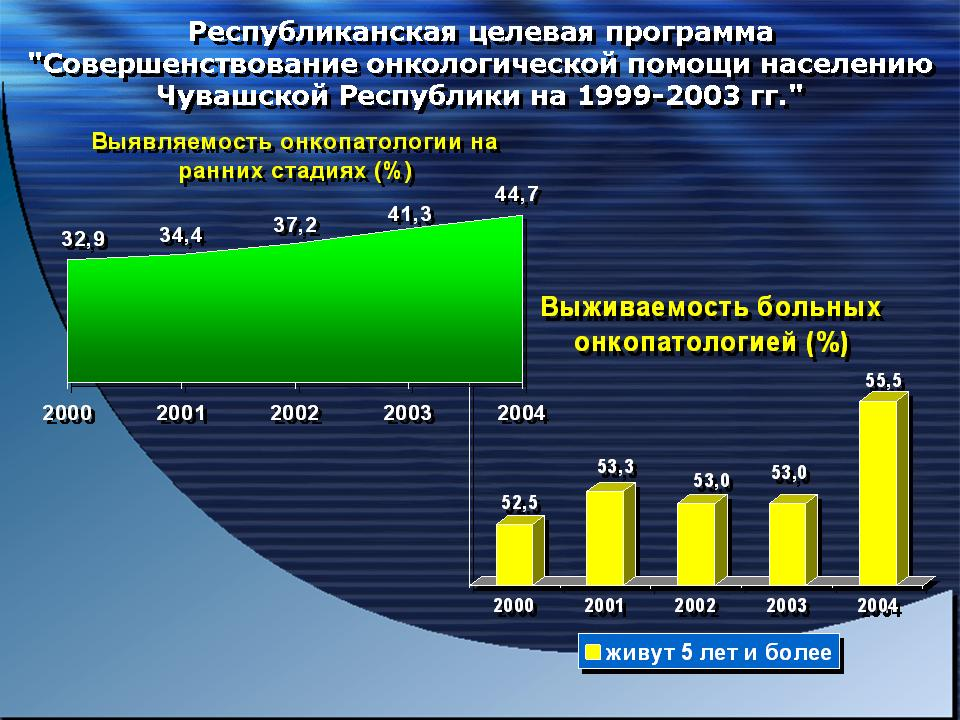 Республиканская целевая программа
"Совершенствование онкологической помощи населению
Чувашской Республики на 1999-2003 гг."
Выявляемость онкопатологии на
ранних стадиях (%)
32,9 34,4 37,2 41,3 44,7
2000 2001 2002 2003 2004
Выживаемость больных
онкопатологией (%)
52,5 53,3 53,0 53,0 55,5
2000 2001 2002 2003 2004
живут 5 лет и более